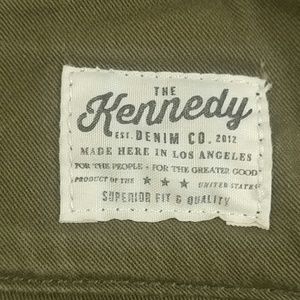 THE
Kennedy
EST. DENIM CO. 2012
MADE HERE IN LOS ANGELES
FOR THE PEOPLE • FOR THE GREATER GOOD
PRODUCT OF THE ★ ★ ★ UNITED STATES
SUPERIOR FIT & QUALITY